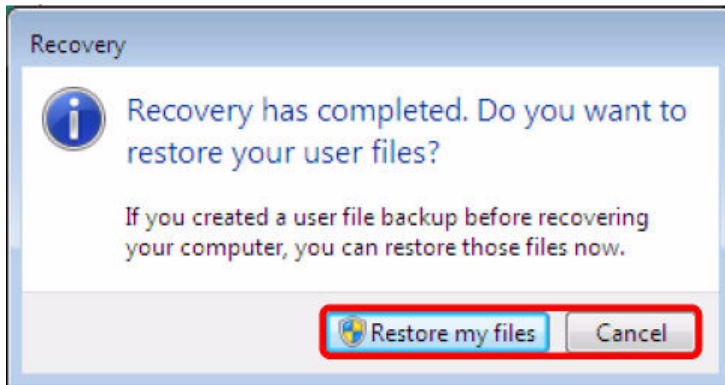 Recovery
Recovery has completed. Do you want to
restore your user files?
If you created a user file backup before recovering
your computer, you can restore those files now.
Restore my files Cancel